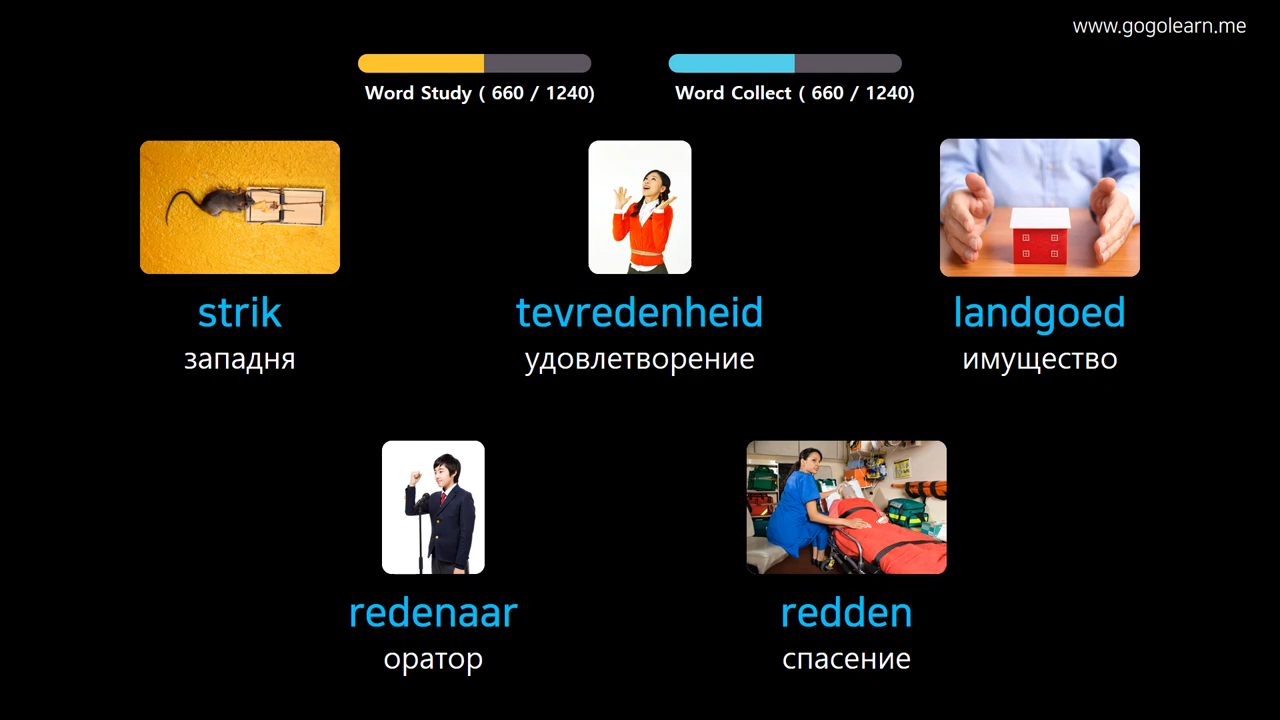 www.gogolearn.me
Word Study ( 660 / 1240)
Word Collect ( 660 / 1240)
strik
западня
tevredenheid
удовлетворение
landgoed
имущество
redenaar
оратор
redden
спасение